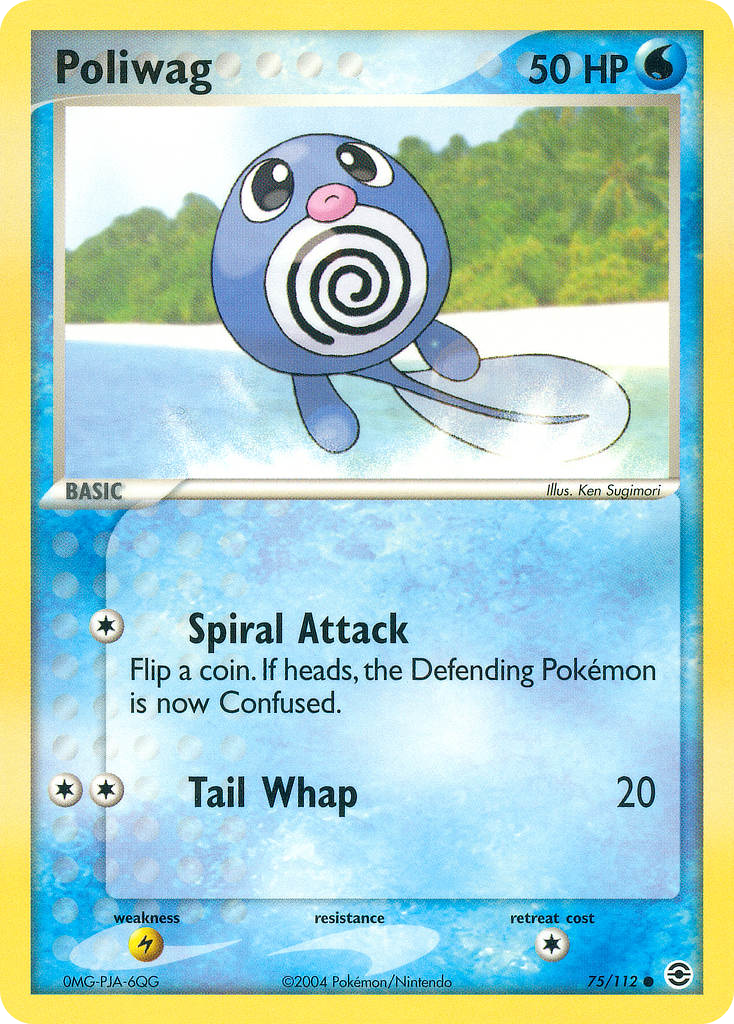 Poliwag 50 HP
BASIC
Illus. Ken Sugimori
Spiral Attack
Flip a coin. If heads, the Defending Pokémon
is now Confused.
Tail Whap 20
weakness resistance retreat cost
0MG-PJA-6QG ©2004 Pokémon/Nintendo 75/112